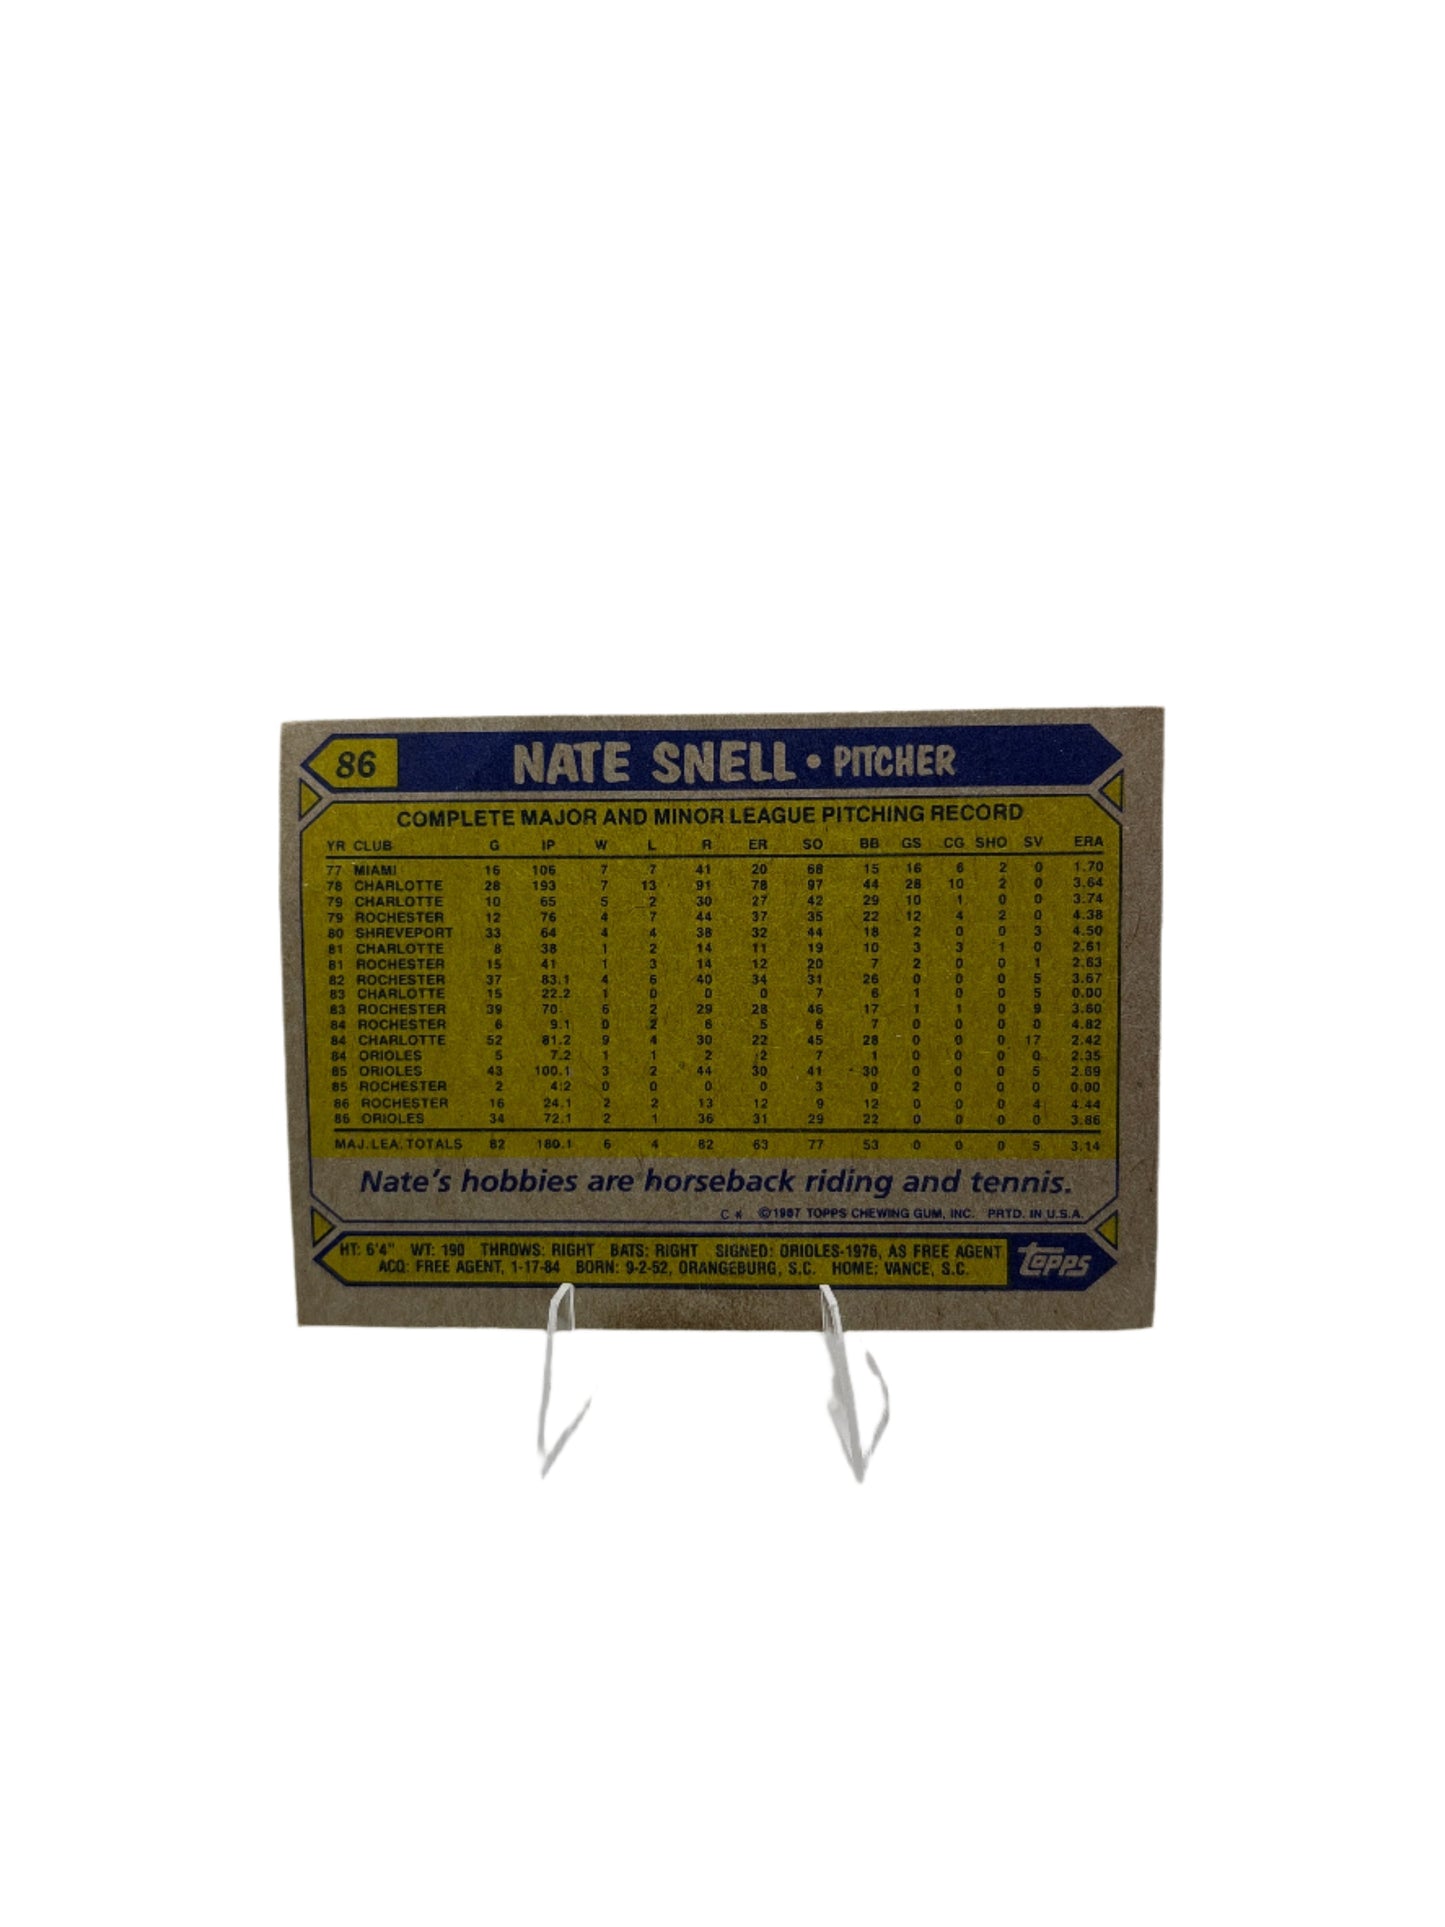 86 NATE SNELL • PITCHER
COMPLETE MAJOR AND MINOR LEAGUE PITCHING RECORD
YR CLUB G IP W L R ER SO BB GS CG SHO SV ERA
77 MIAMI 16 106 7 7 41 20 68 15 16 6 2 0 1.70
78 CHARLOTTE 28 193 7 13 91 78 97 44 28 10 2 0 3.64
79 CHARLOTTE 10 65 5 2 30 27 42 29 10 1 0 0 3.74
79 ROCHESTER 12 76 4 7 44 37 35 22 12 4 2 0 4.38
80 SHREVEPORT 33 64 4 4 38 32 44 18 2 0 0 3 4.50
81 CHARLOTTE 8 38 1 2 14 11 19 10 3 3 1 0 2.61
81 ROCHESTER 15 41 1 3 14 12 20 7 2 0 0 1 2.63
82 ROCHESTER 37 83.1 4 6 40 34 31 26 0 0 0 5 3.67
83 CHARLOTTE 15 22.2 1 0 0 0 7 6 1 0 0 5 0.00
83 ROCHESTER 39 70 6 2 29 28 46 17 1 1 0 9 3.60
84 ROCHESTER 6 9.1 0 2 6 5 6 7 0 0 0 0 4.82
84 CHARLOTTE 52 81.2 9 4 30 22 45 28 0 0 0 17 2.42
84 ORIOLES 5 7.2 1 1 2 2 7 1 0 0 0 0 2.35
85 ORIOLES 43 100.1 3 2 44 30 41 30 0 0 0 5 2.69
85 ROCHESTER 2 4.2 0 0 0 0 3 0 2 0 0 0 0.00
86 ROCHESTER 16 24.1 2 2 13 12 9 12 0 0 0 4 4.44
86 ORIOLES 34 72.1 2 1 36 31 29 22 0 0 0 0 3.86
MAJ. LEA. TOTALS 82 180.1 6 4 82 63 77 53 0 0 0 5 3.14
Nate's hobbies are horseback riding and tennis.
C * ©1987 TOPPS CHEWING GUM, INC. PRTD. IN U.S.A.
HT: 6'4" WT: 190 THROWS: RIGHT BATS: RIGHT SIGNED: ORIOLES-1976, AS FREE AGENT
ACQ: FREE AGENT, 1-17-84 BORN: 9-2-52, ORANGEBURG, S.C. HOME: VANCE, S.C.
topps